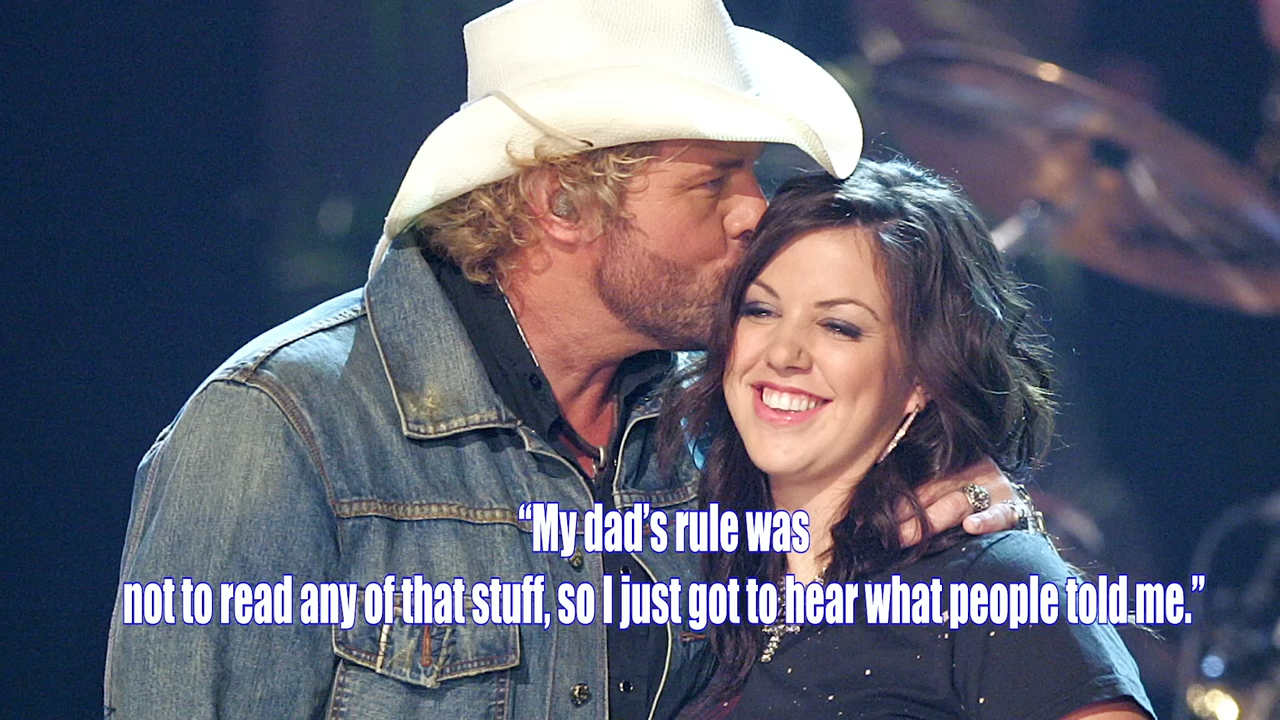 “My dad’s rule was
not to read any of that stuff, so I just got to hear what people told me.”